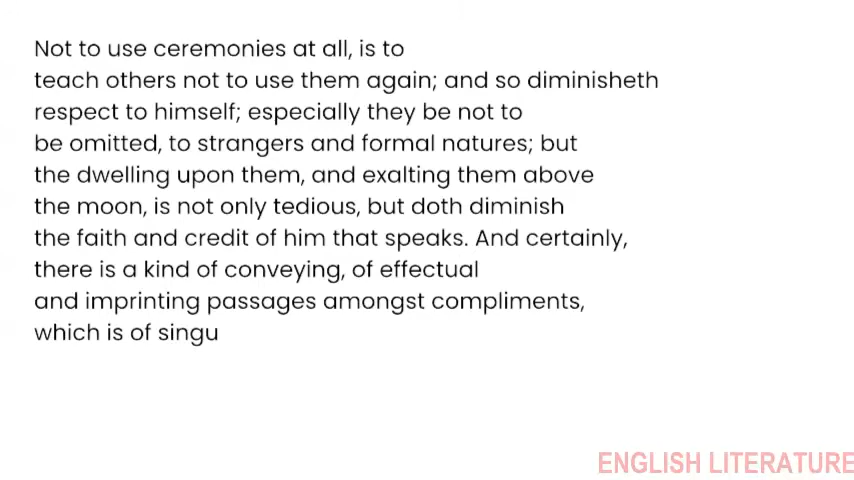 Not to use ceremonies at all, is to
teach others not to use them again; and so diminisheth
respect to himself; especially they be not to
be omitted, to strangers and formal natures; but
the dwelling upon them, and exalting them above
the moon, is not only tedious, but doth diminish
the faith and credit of him that speaks. And certainly,
there is a kind of conveying, of effectual
and imprinting passages amongst compliments,
which is of singu
ENGLISH LITERATURE